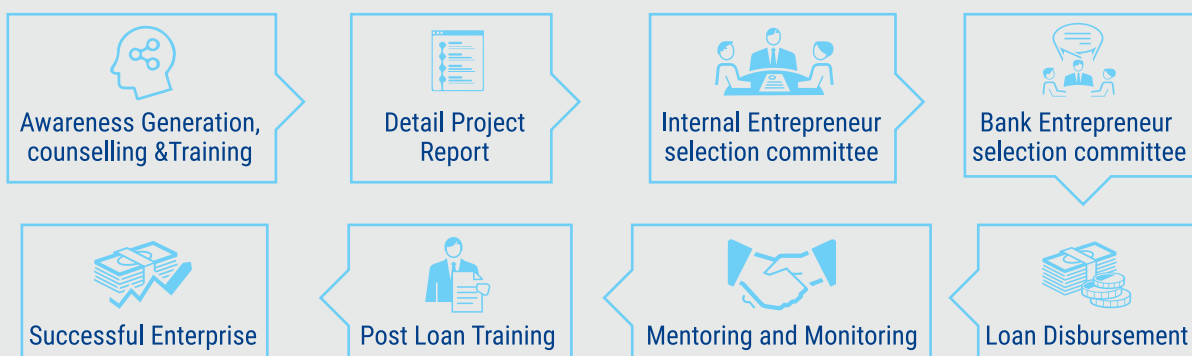 Awareness Generation,
counselling &Training
Detail Project
Report
Internal Entrepreneur
selection committee
Bank Entrepreneur
selection committee
Loan Disbursement
Mentoring and Monitoring
Post Loan Training
Successful Enterprise